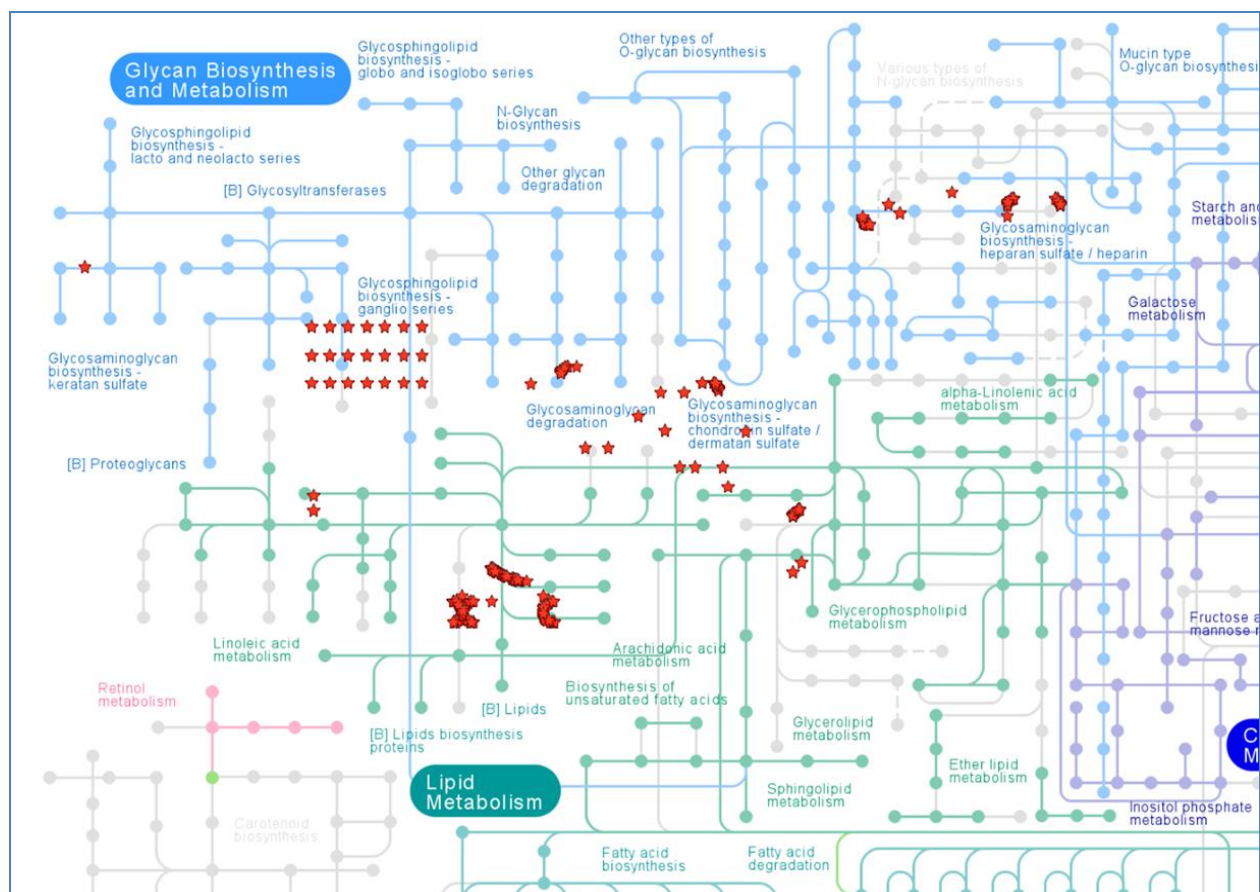 Glycan Biosynthesis
and Metabolism
Glycosphingolipid
biosynthesis -
globo and isoglobo series
Other types of
O-glycan biosynthesis
Various types of
N-glycan biosynthesis
Mucin type
O-glycan biosynthesis
Glycosphingolipid
biosynthesis -
lacto and neolacto series
N-Glycan
biosynthesis
Other glycan
degradation
[B] Glycosyltransferases
Starch and
metabolism
Glycosaminoglycan
biosynthesis -
heparan sulfate / heparin
Glycosphingolipid
biosynthesis -
ganglio series
Galactose
metabolism
Glycosaminoglycan
biosynthesis -
keratan sulfate
alpha-Linolenic acid
metabolism
Glycosaminoglycan
degradation
Glycosaminoglycan
biosynthesis -
chondroitin sulfate /
dermatan sulfate
[B] Proteoglycans
Glycerophospholipid
metabolism
Fructose a
mannose m
Linoleic acid
metabolism
Arachidonic acid
metabolism
Retinol
metabolism
Biosynthesis of
unsaturated fatty acids
[B] Lipids
[B] Lipids biosynthesis
proteins
Glycerolipid
metabolism
C
M
Lipid
Metabolism
Sphingolipid
metabolism
Ether lipid
metabolism
Inositol phosphate
metabolism
Carotenoid
biosynthesis
Fatty acid
biosynthesis
Fatty acid
degradation